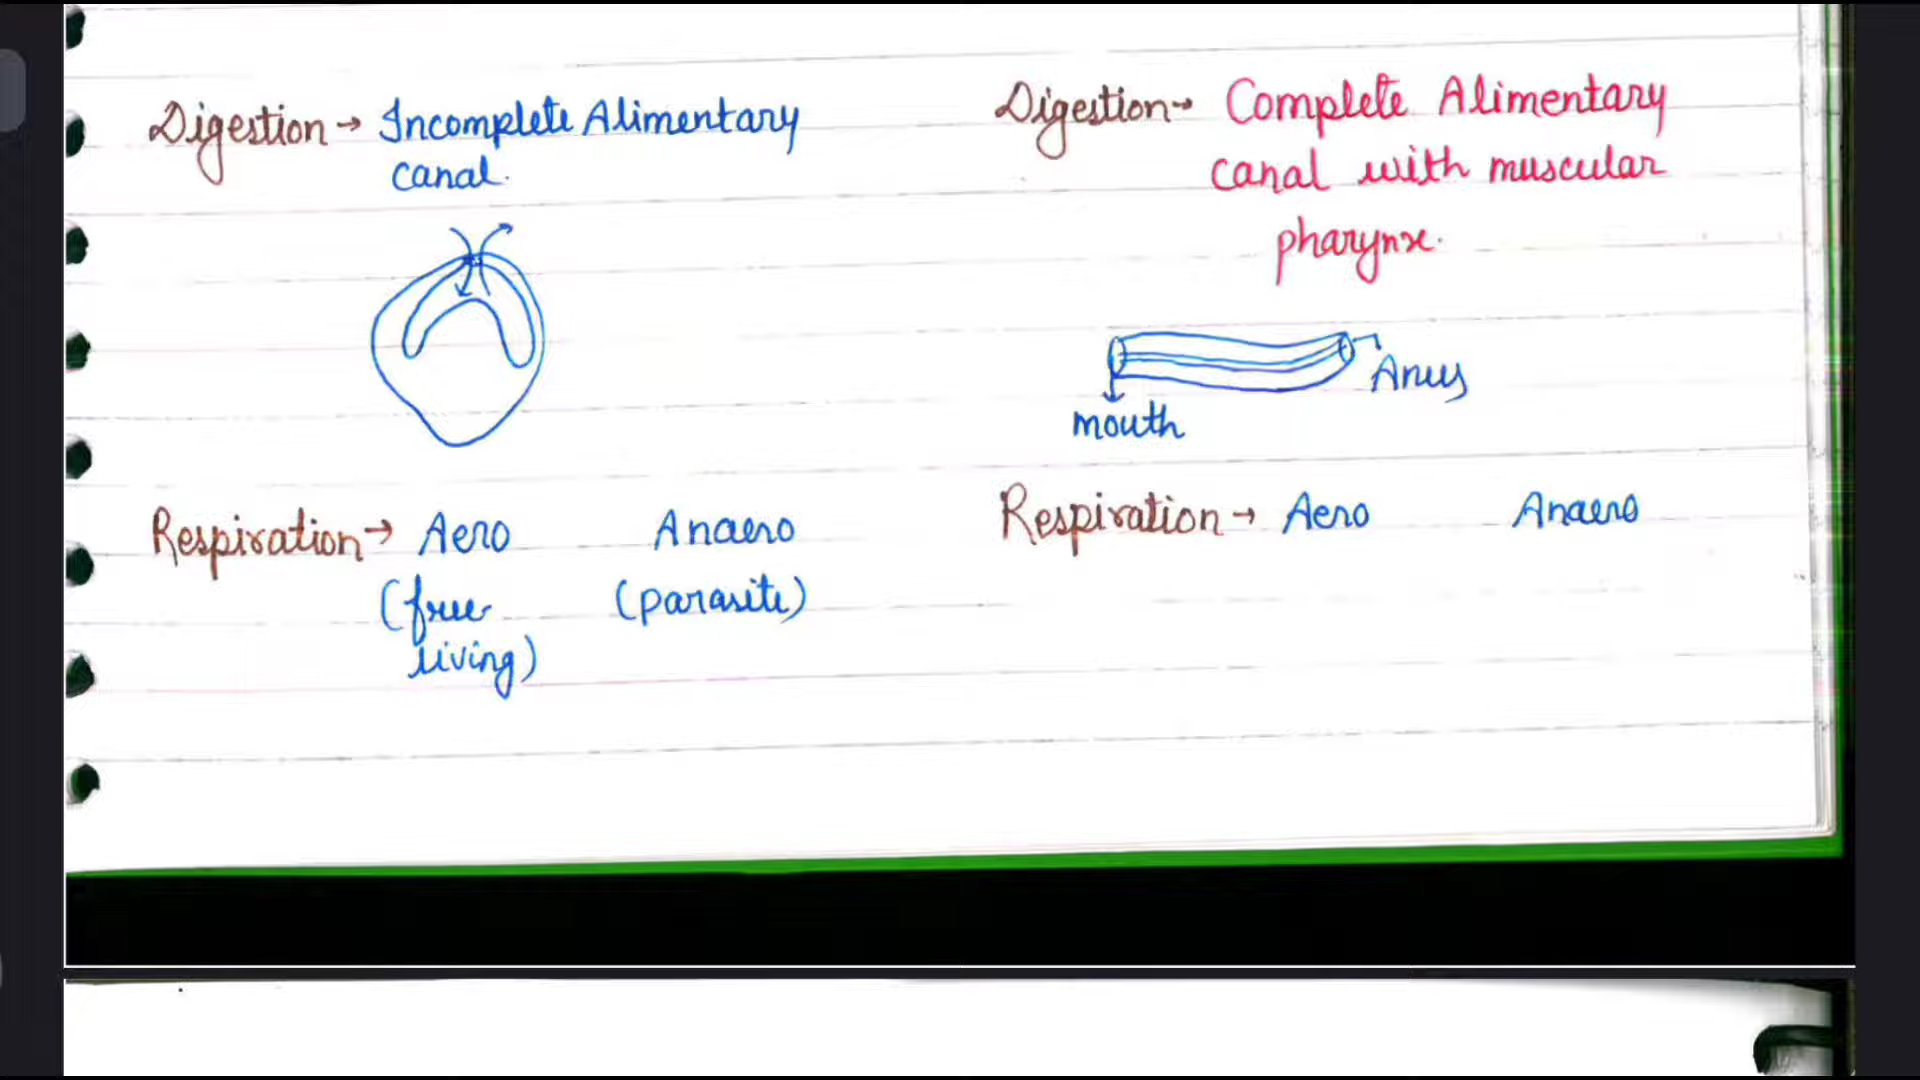 Digestion → Incomplete Alimentary
canal.
Respiration → Aero Anaero
(free (parasite)
living)
Digestion → Complete Alimentary
canal with muscular
pharynx.
Anus
mouth
Respiration → Aero Anaero